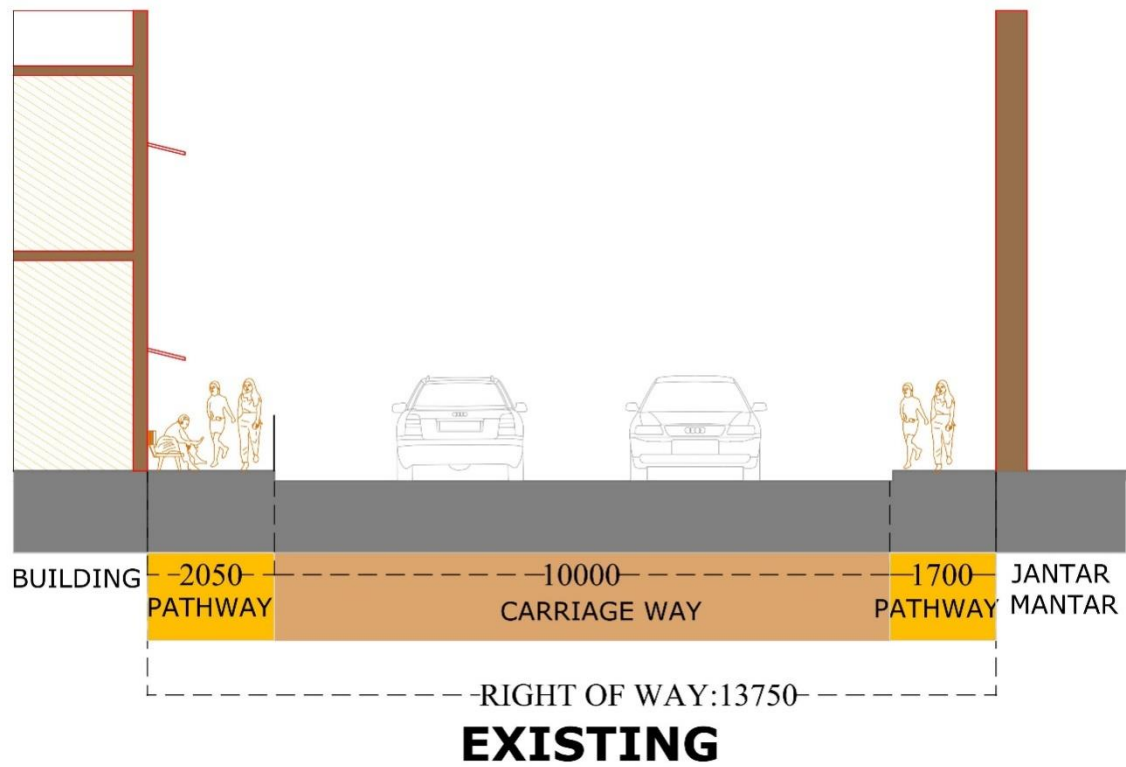 BUILDING
2050
PATHWAY
10000
CARRIAGE WAY
1700
PATHWAY
JANTAR
MANTAR
RIGHT OF WAY:13750
EXISTING